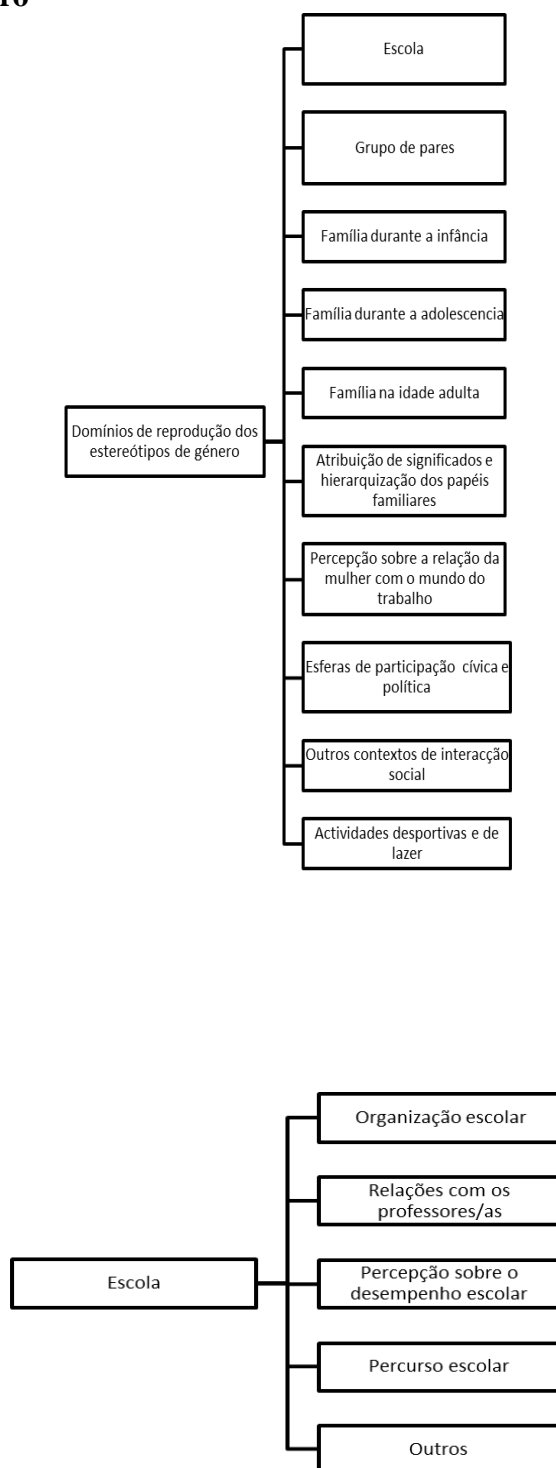 Escola
Grupo de pares
Família durante a infância
Família durante a adolescencia
Família na idade adulta
Domínios de reprodução dos
estereótipos de género
Atribuição de significados e
hierarquização dos papéis
familiares
Percepção sobre a relação da
mulher com o mundo do
trabalho
Esferas de participação cívica e
política
Outros contextos de interacção
social
Actividades desportivas e de
lazer
Organização escolar
Relações com os
professores/as
Escola
Percepção sobre o
desempenho escolar
Percurso escolar
Outros